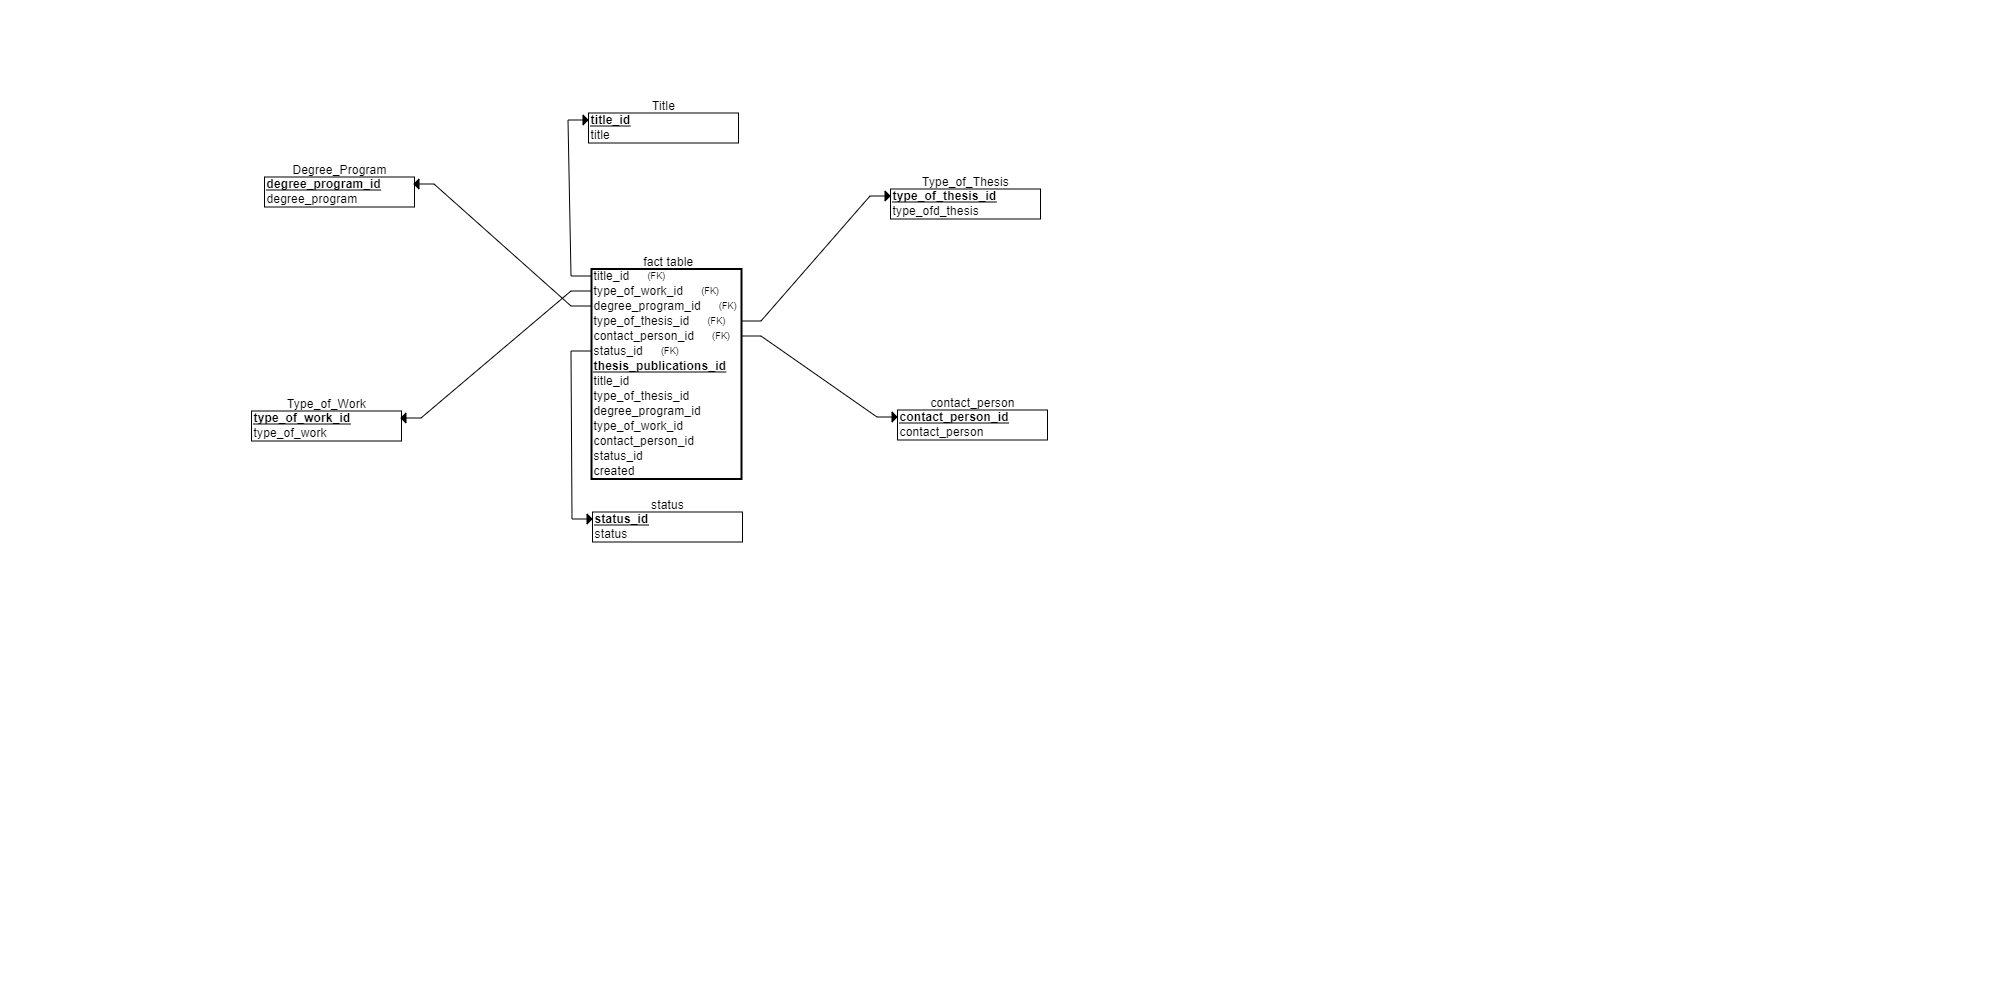 Title
title_id
title
Degree_Program
degree_program_id
degree_program
Type_of_Thesis
type_of_thesis_id
type_ofd_thesis
fact table
title_id (FK)
type_of_work_id (FK)
degree_program_id (FK)
type_of_thesis_id (FK)
contact_person_id (FK)
status_id (FK)
thesis_publications_id
title_id
type_of_thesis_id
degree_program_id
type_of_work_id
contact_person_id
status_id
created
Type_of_Work
type_of_work_id
type_of_work
contact_person
contact_person_id
contact_person
status
status_id
status